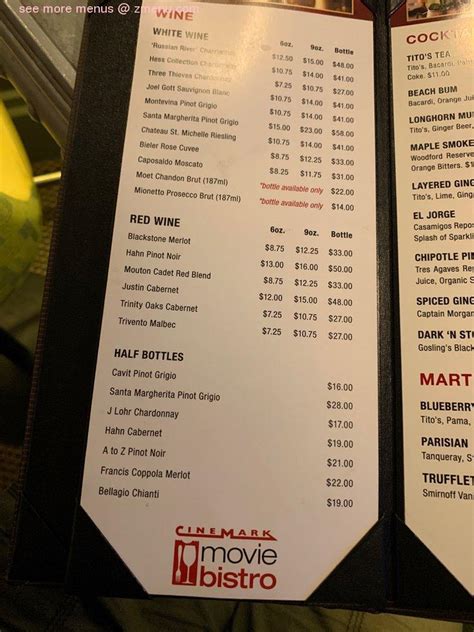 see more menus @ zmenu.com
WINE
WHITE WINE 6oz. 9oz. Bottle
'Russian River' Chardonnay $12.50 $15.00 $48.00
Hess Collection Chardonnay $10.75 $14.00 $41.00
Three Thieves Chardonnay $10.75 $14.00 $41.00
Joel Gott Sauvignon Blanc $7.25 $10.75 $27.00
Montevina Pinot Grigio $10.75 $14.00 $41.00
Santa Margherita Pinot Grigio $15.00 $23.00 $58.00
Chateau St. Michelle Riesling $10.75 $14.00 $41.00
Bieler Rose Cuvee $8.75 $12.25 $33.00
Caposaldo Moscato $8.25 $11.75 $31.00
Moet Chandon Brut (187ml) *bottle available only $22.00
Mionetto Prosecco Brut (187ml) *bottle available only $14.00
RED WINE 6oz. 9oz. Bottle
Blackstone Merlot $8.75 $12.25 $33.00
Hahn Pinot Noir $13.00 $16.00 $50.00
Mouton Cadet Red Blend $8.75 $12.25 $33.00
Justin Cabernet $12.00 $15.00 $48.00
Trinity Oaks Cabernet $7.25 $10.75 $27.00
Trivento Malbec $7.25 $10.75 $27.00
HALF BOTTLES
Cavit Pinot Grigio $16.00
Santa Margherita Pinot Grigio $28.00
J Lohr Chardonnay $17.00
Hahn Cabernet $19.00
A to Z Pinot Noir $21.00
Francis Coppola Merlot $22.00
Bellagio Chianti $19.00
CINEMARK
movie
bistro
COCKT
TITO'S TEA
Tito's, Bacardi,
Coke. $11.00
BEACH BUM
Bacardi, Orange
LONGHORN MU
Tito's, Ginger Beer,
MAPLE SMOKE
Woodford Reserve
Orange Bitters.
LAYERED GING
Tito's, Lime, Ging
EL JORGE
Casamigos
Splash of Sparkli
CHIPOTLE PI
Tres Agaves
Juice, Organic
SPICED GING
Captain Morgan
DARK 'N STO
Gosling's Black
MART
BLUEBERRY
Tito's, Pama,
PARISIAN
Tanqueray,
TRUFFLET
Smirnoff Van